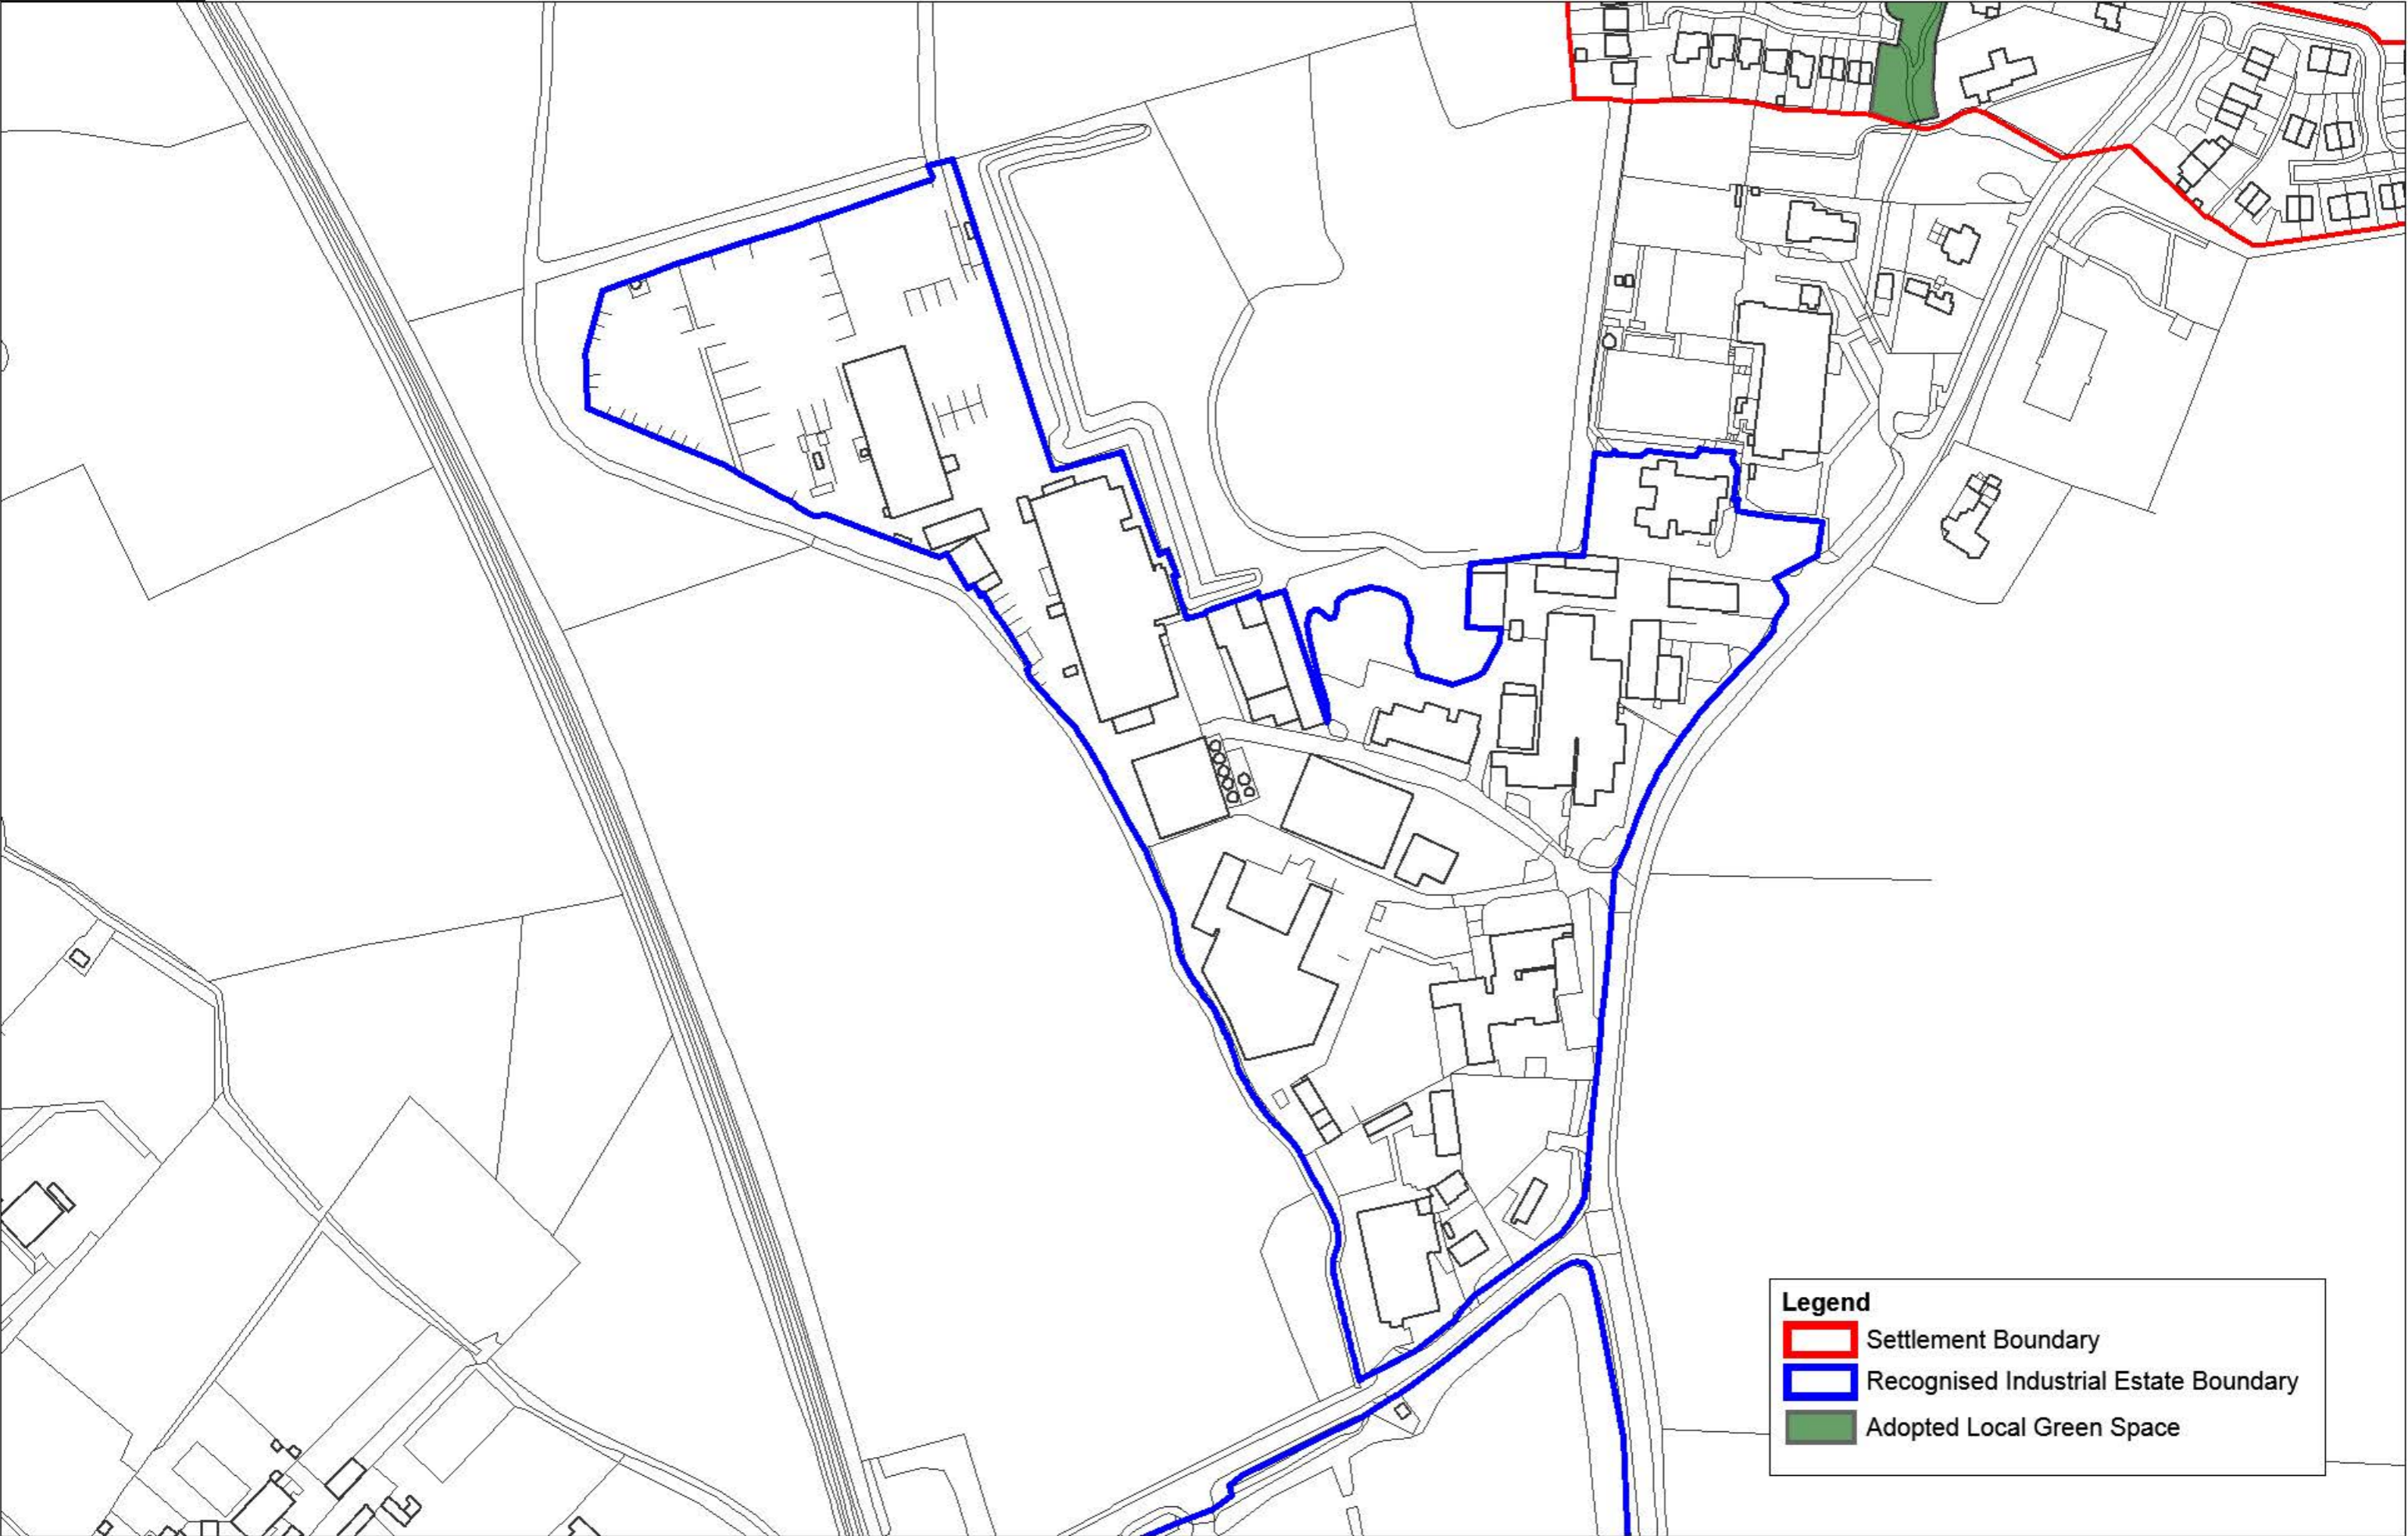 Legend
Settlement Boundary
Recognised Industrial Estate Boundary
Adopted Local Green Space